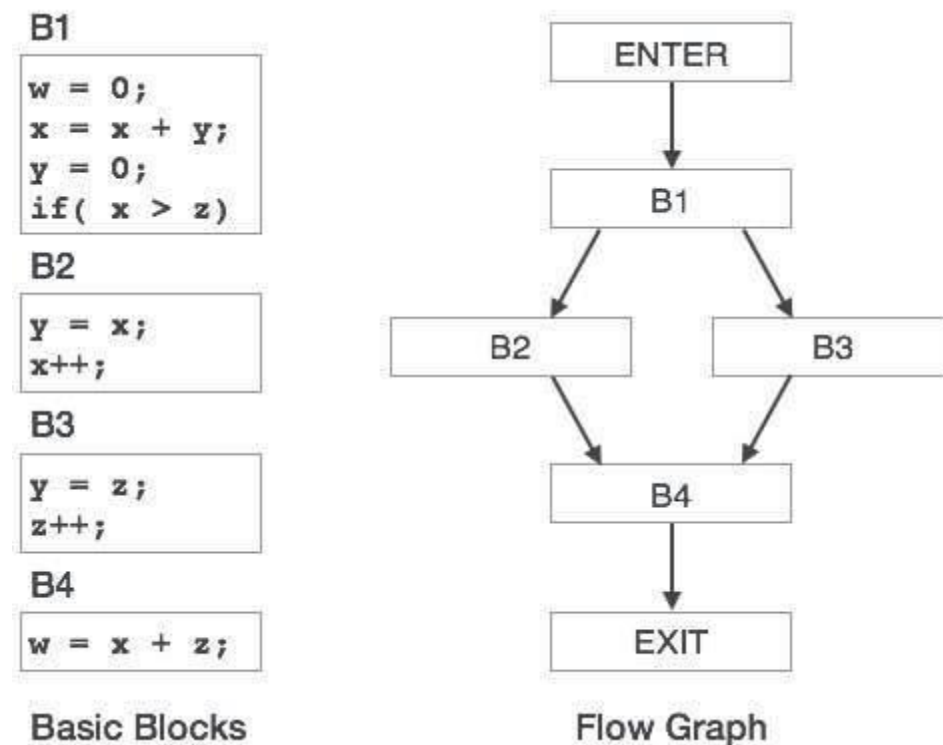 B1
w = 0;
x = x + y;
y = 0;
if( x > z)
B2
y = x;
x++;
B3
y = z;
z++;
B4
w = x + z;
Basic Blocks
ENTER
B1
B2 B3
B4
EXIT
Flow Graph